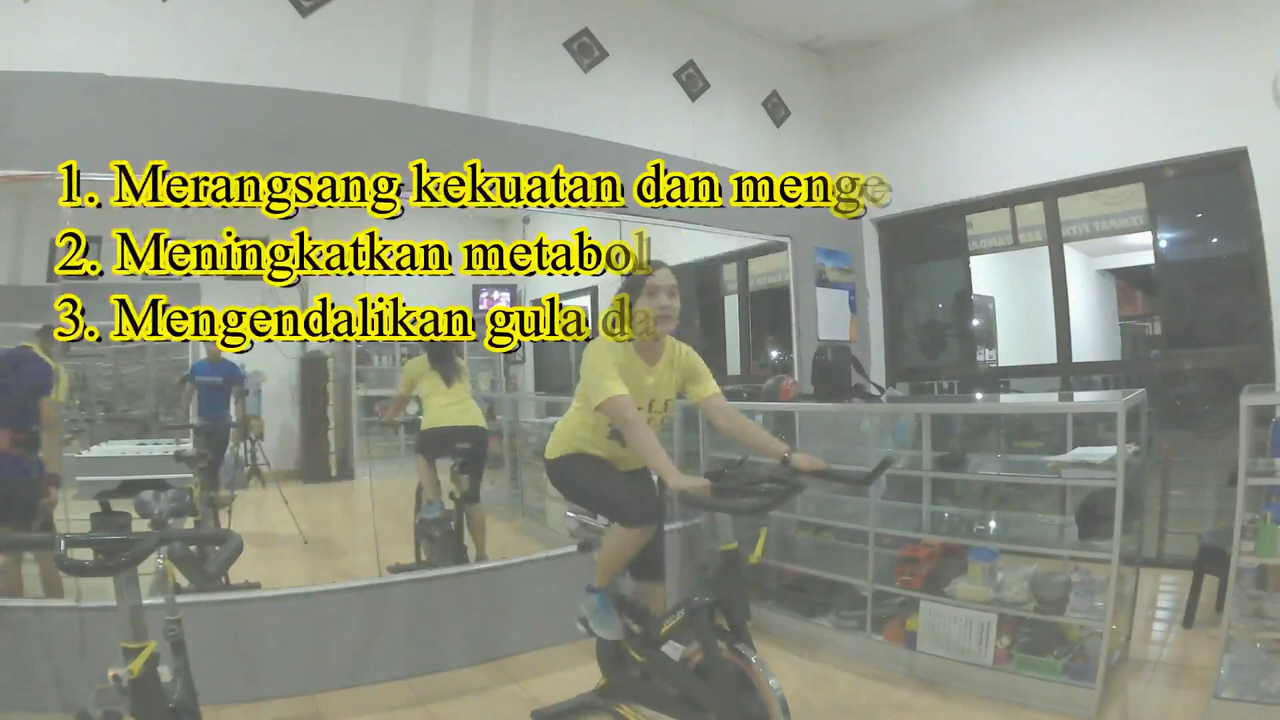 1. Merangsang kekuatan dan menge
2. Meningkatkan metabol
3. Mengendalikan gula da